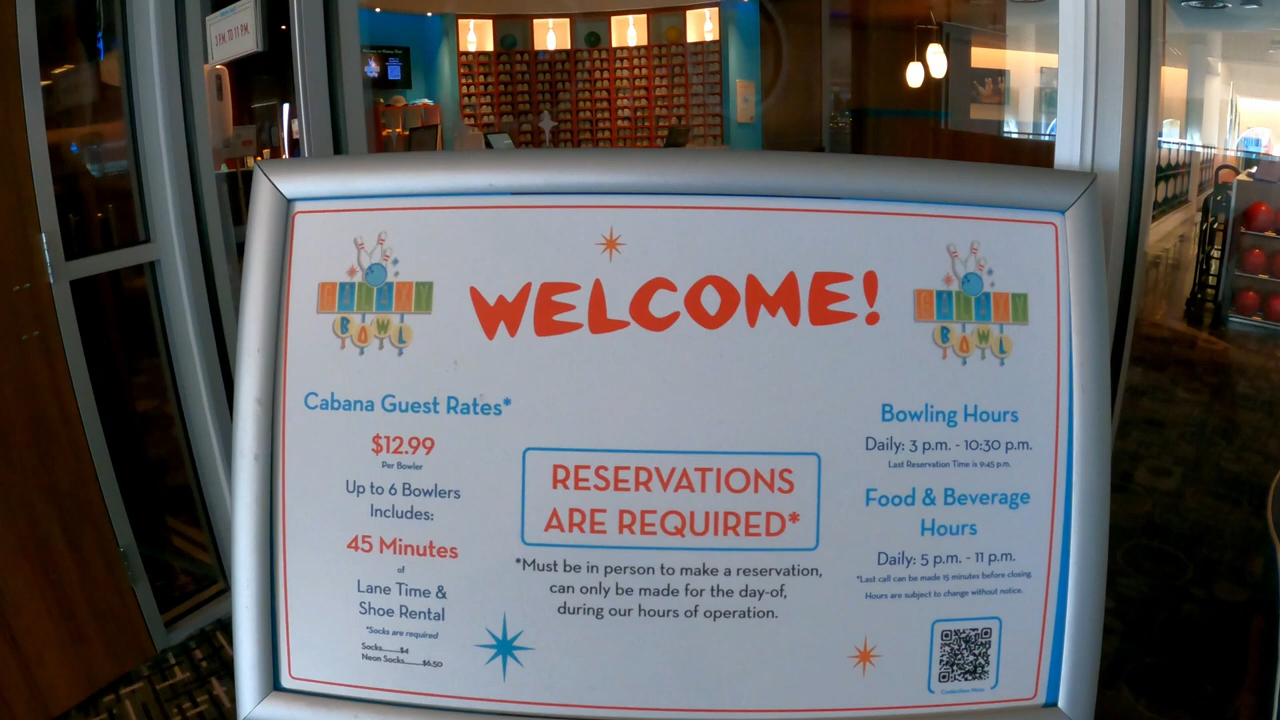 3 P.M. TO 11 P.M.
GALAXY
BOWL
WELCOME!
GALAXY
BOWL
Cabana Guest Rates*
$12.99
Per Bowler
Up to 6 Bowlers
Includes:
45 Minutes
of
Lane Time &
Shoe Rental
*Socks are required
Socks......$4
Neon Socks......$6.50
RESERVATIONS
ARE REQUIRED*
*Must be in person to make a reservation,
can only be made for the day-of,
during our hours of operation.
Bowling Hours
Daily: 3 p.m. - 10:30 p.m.
Last Reservation Time is 9:45 p.m.
Food & Beverage
Hours
Daily: 5 p.m. - 11 p.m.
*Last call can be made 15 minutes before closing.
Hours are subject to change without notice.